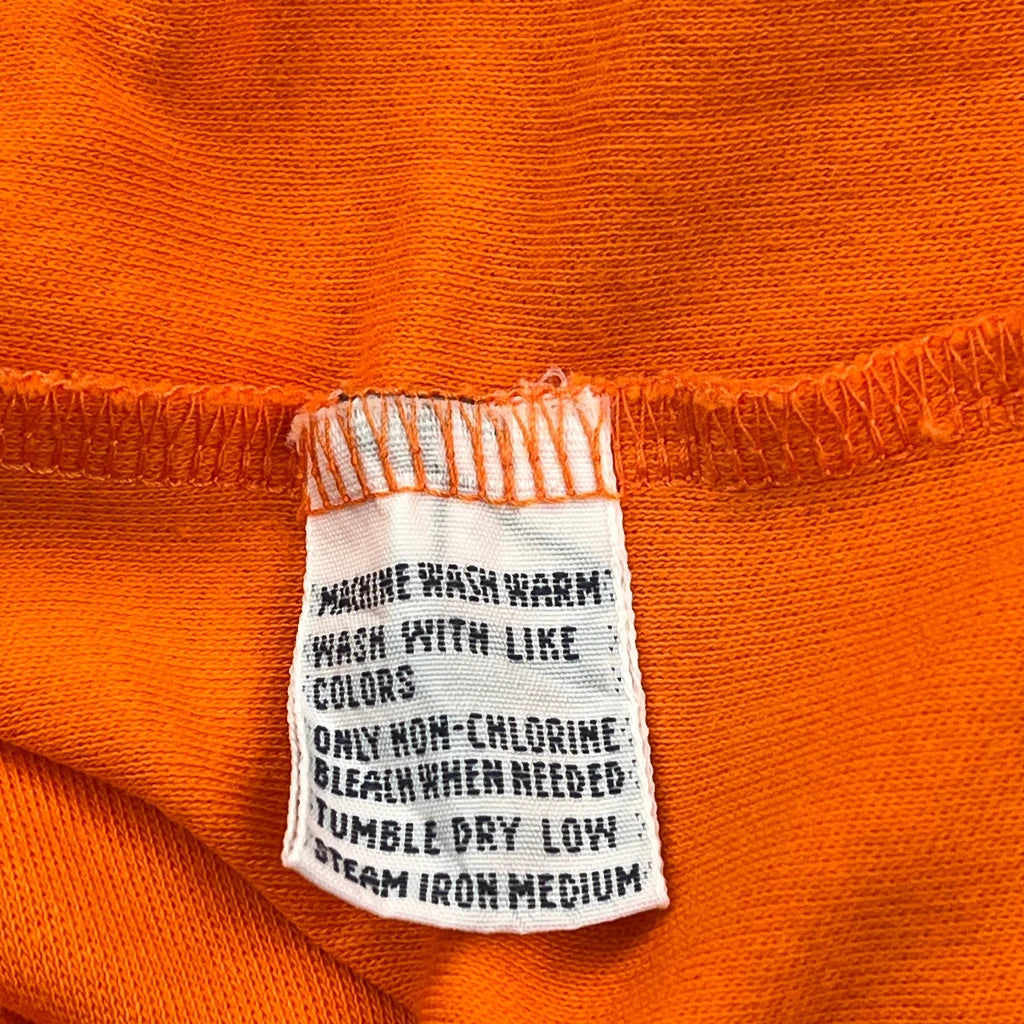 MACHINE WASH WARM
WASH WITH LIKE
COLORS
ONLY NON-CHLORINE
BLEACH WHEN NEEDED
TUMBLE DRY LOW
STEAM IRON MEDIUM